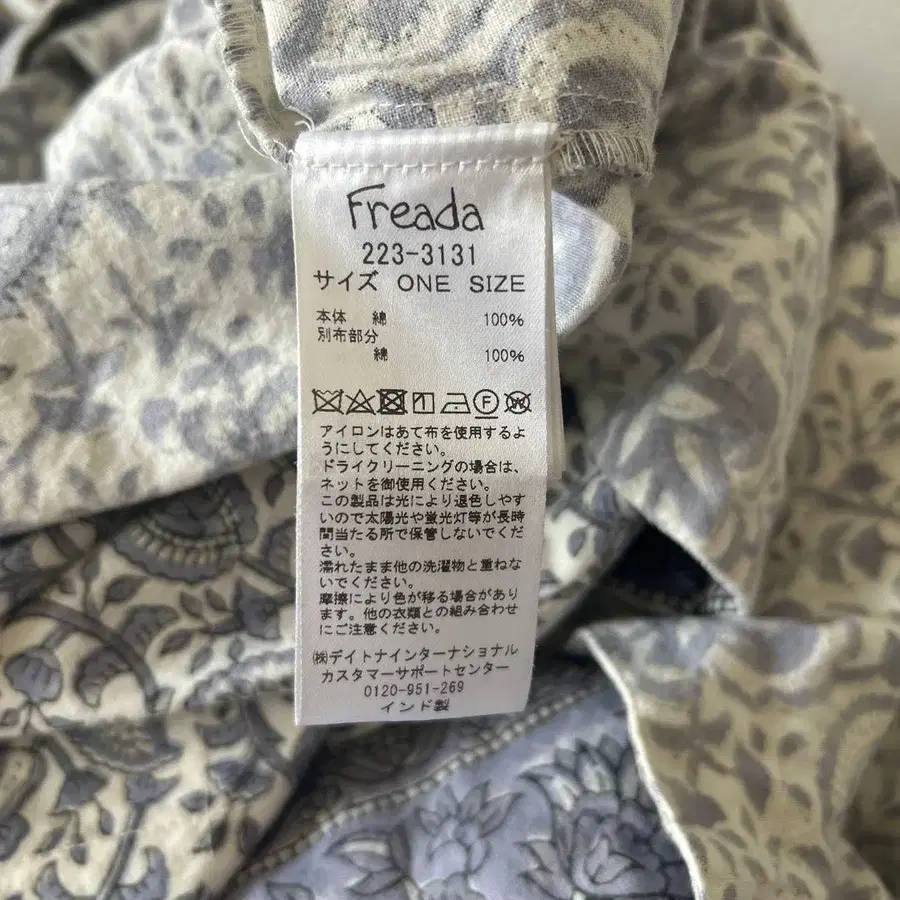 Freada
223-3131
サイズ ONE SIZE
本体 綿 100%
別布部分
綿 100%
F W
アイロンはあて布を使用するよ
うにしてください。
ドライクリーニングの場合は、
ネットを御使用ください。
この製品は光により退色しやす
いので太陽光や蛍光灯等が長時
間当たる所で保管しないでくだ
さい。
濡れたまま他の洗濯物と重ねな
いでください。
摩擦により色が移る場合があり
ます。他の衣類との組み合わせ
にご注意ください。
㈱デイトナインターナショナル
カスタマーサポートセンター
0120-951-269
インド製